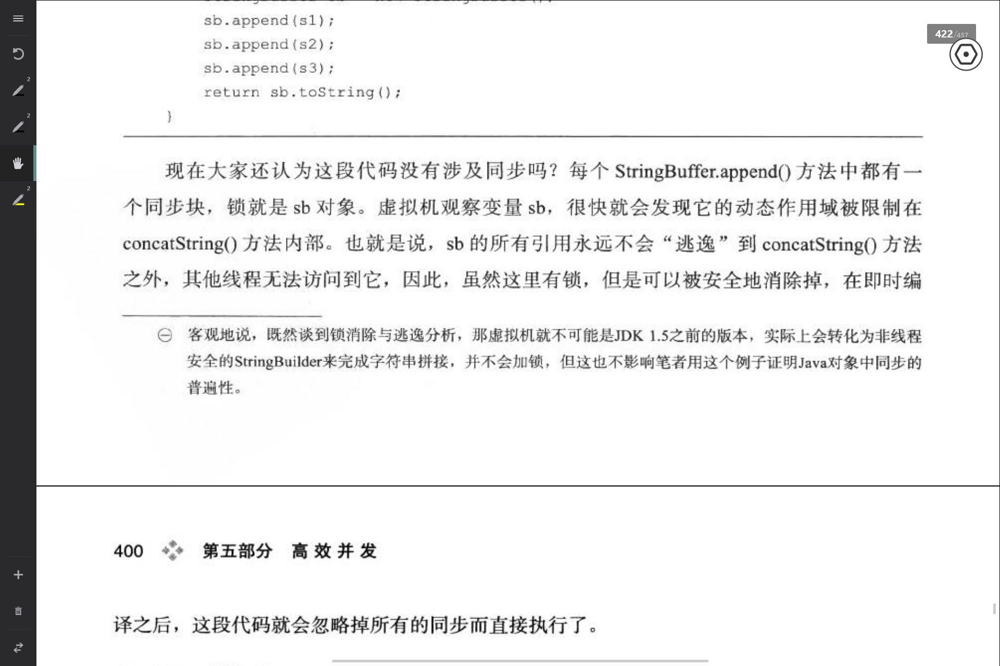 sb.append(s1);
sb.append(s2);
sb.append(s3);
return sb.toString();
}
422/457
2
2
2
现在大家还认为这段代码没有涉及同步吗？每个 StringBuffer.append() 方法中都有一
个同步块，锁就是 sb 对象。虚拟机观察变量 sb，很快就会发现它的动态作用域被限制在
concatString() 方法内部。也就是说，sb 的所有引用永远不会“逃逸”到 concatString() 方法
之外，其他线程无法访问到它，因此，虽然这里有锁，但是可以被安全地消除掉，在即时编
㊀ 客观地说，既然谈到锁消除与逃逸分析，那虚拟机就不可能是JDK 1.5之前的版本，实际上会转化为非线程
安全的StringBuilder来完成字符串拼接，并不会加锁，但这也不影响笔者用这个例子证明Java对象中同步的
普遍性。
400 第五部分 高效并发
译之后，这段代码就会忽略掉所有的同步而直接执行了。